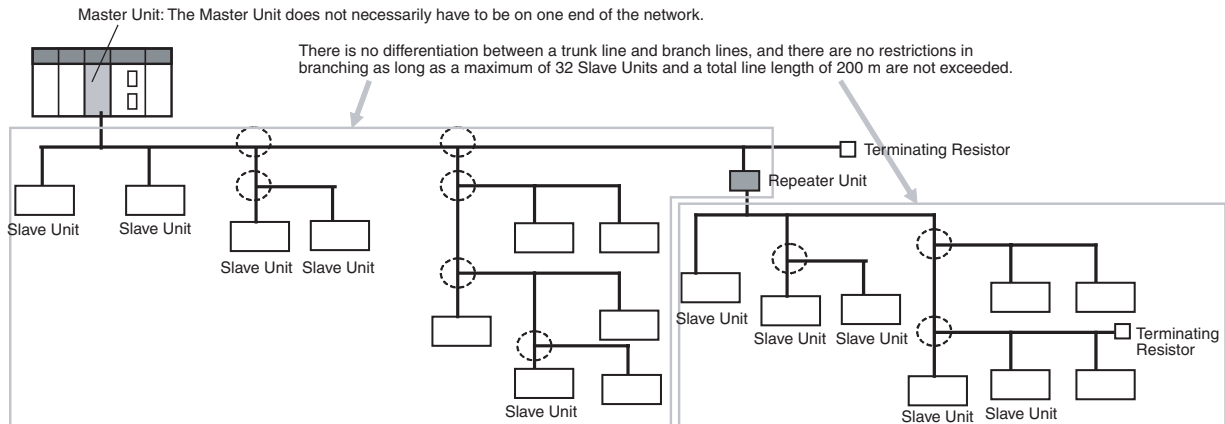 Master Unit: The Master Unit does not necessarily have to be on one end of the network.
There is no differentiation between a trunk line and branch lines, and there are no restrictions in
branching as long as a maximum of 32 Slave Units and a total line length of 200 m are not exceeded.
Terminating Resistor
Repeater Unit
Slave Unit
Slave Unit
Slave Unit
Slave Unit
Slave Unit
Slave Unit
Slave Unit
Terminating
Resistor
Slave Unit
Slave Unit
Slave Unit